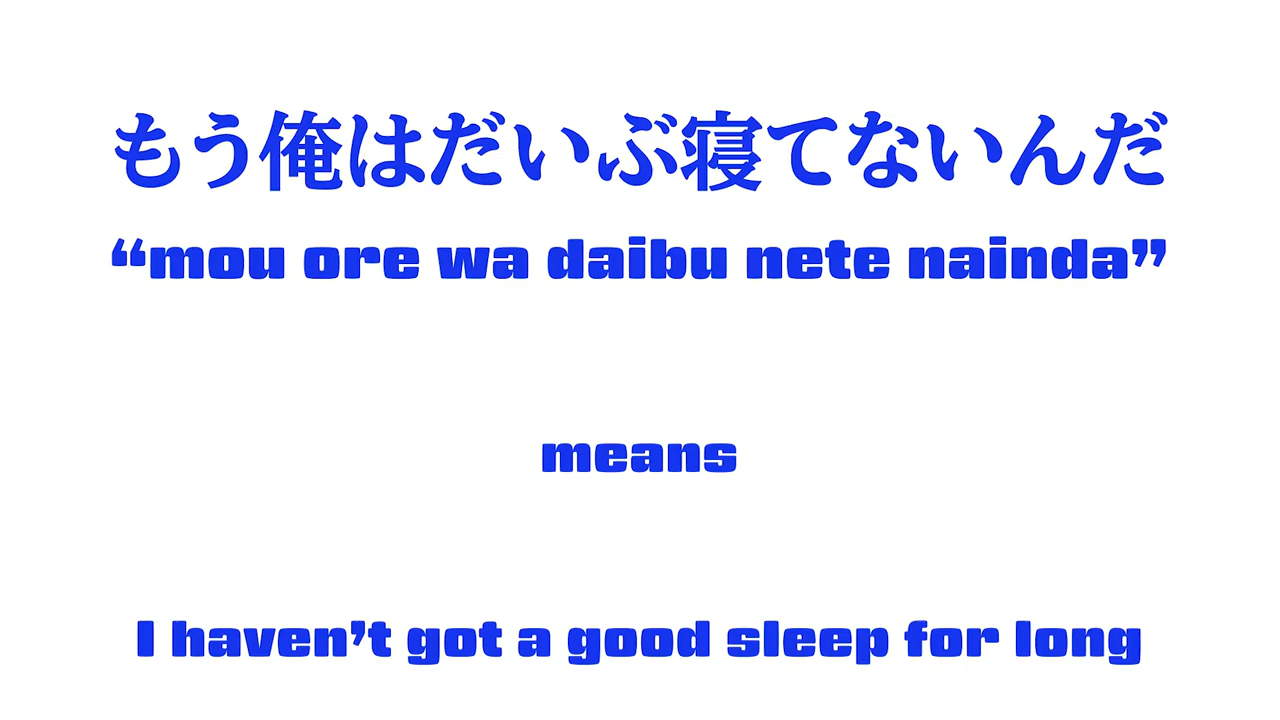 もう俺はだいぶ寝てないんだ
“mou ore wa daibu nete nainda”
means
I haven’t got a good sleep for long